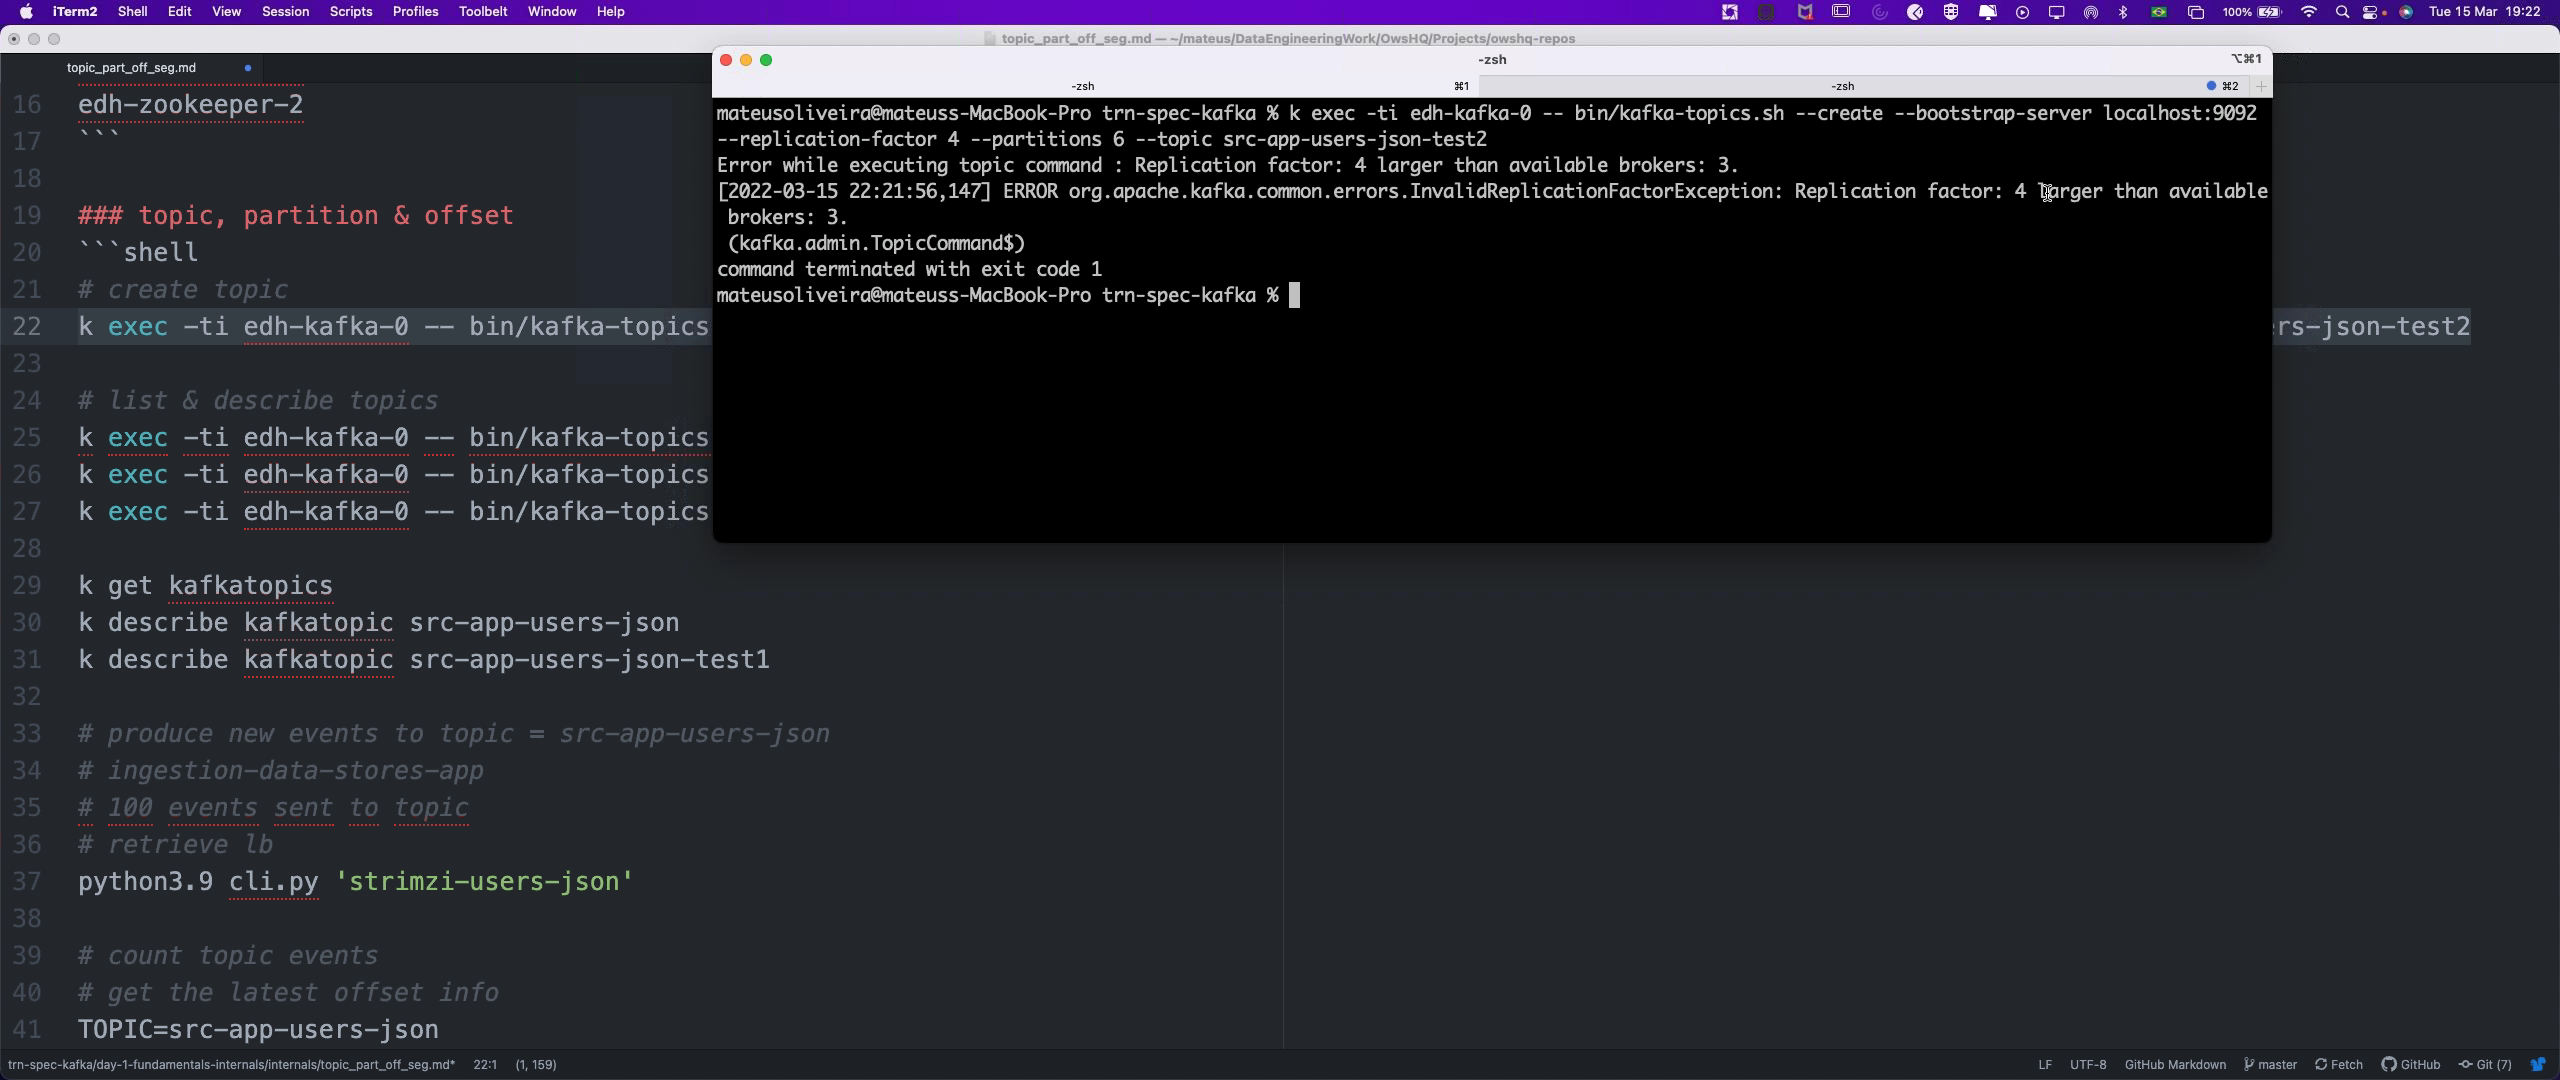 iTerm2 Shell Edit View Session Scripts Profiles Toolbelt Window Help 100% Tue 15 Mar 19:22
topic_part_off_seg.md — ~/mateus/DataEngineeringWork/OwsHQ/Projects/owshq-repos
topic_part_off_seg.md
-zsh ⌥⌘1
-zsh ⌘1 -zsh ⌘2 +
mateusoliveira@mateuss-MacBook-Pro trn-spec-kafka % k exec -ti edh-kafka-0 -- bin/kafka-topics.sh --create --bootstrap-server localhost:9092
--replication-factor 4 --partitions 6 --topic src-app-users-json-test2
Error while executing topic command : Replication factor: 4 larger than available brokers: 3.
[2022-03-15 22:21:56,147] ERROR org.apache.kafka.common.errors.InvalidReplicationFactorException: Replication factor: 4 larger than available
brokers: 3.
(kafka.admin.TopicCommand$)
command terminated with exit code 1
mateusoliveira@mateuss-MacBook-Pro trn-spec-kafka %
16 edh-zookeeper-2
17 ```
18
19 ### topic, partition & offset
20 ```shell
21 # create topic
22 k exec -ti edh-kafka-0 -- bin/kafka-topics rs-json-test2
23
24 # list & describe topics
25 k exec -ti edh-kafka-0 -- bin/kafka-topics
26 k exec -ti edh-kafka-0 -- bin/kafka-topics
27 k exec -ti edh-kafka-0 -- bin/kafka-topics
28
29 k get kafkatopics
30 k describe kafkatopic src-app-users-json
31 k describe kafkatopic src-app-users-json-test1
32
33 # produce new events to topic = src-app-users-json
34 # ingestion-data-stores-app
35 # 100 events sent to topic
36 # retrieve lb
37 python3.9 cli.py 'strimzi-users-json'
38
39 # count topic events
40 # get the latest offset info
41 TOPIC=src-app-users-json
trn-spec-kafka/day-1-fundamentals-internals/internals/topic_part_off_seg.md* 22:1 (1, 159) LF UTF-8 GitHub Markdown master Fetch GitHub Git (7)